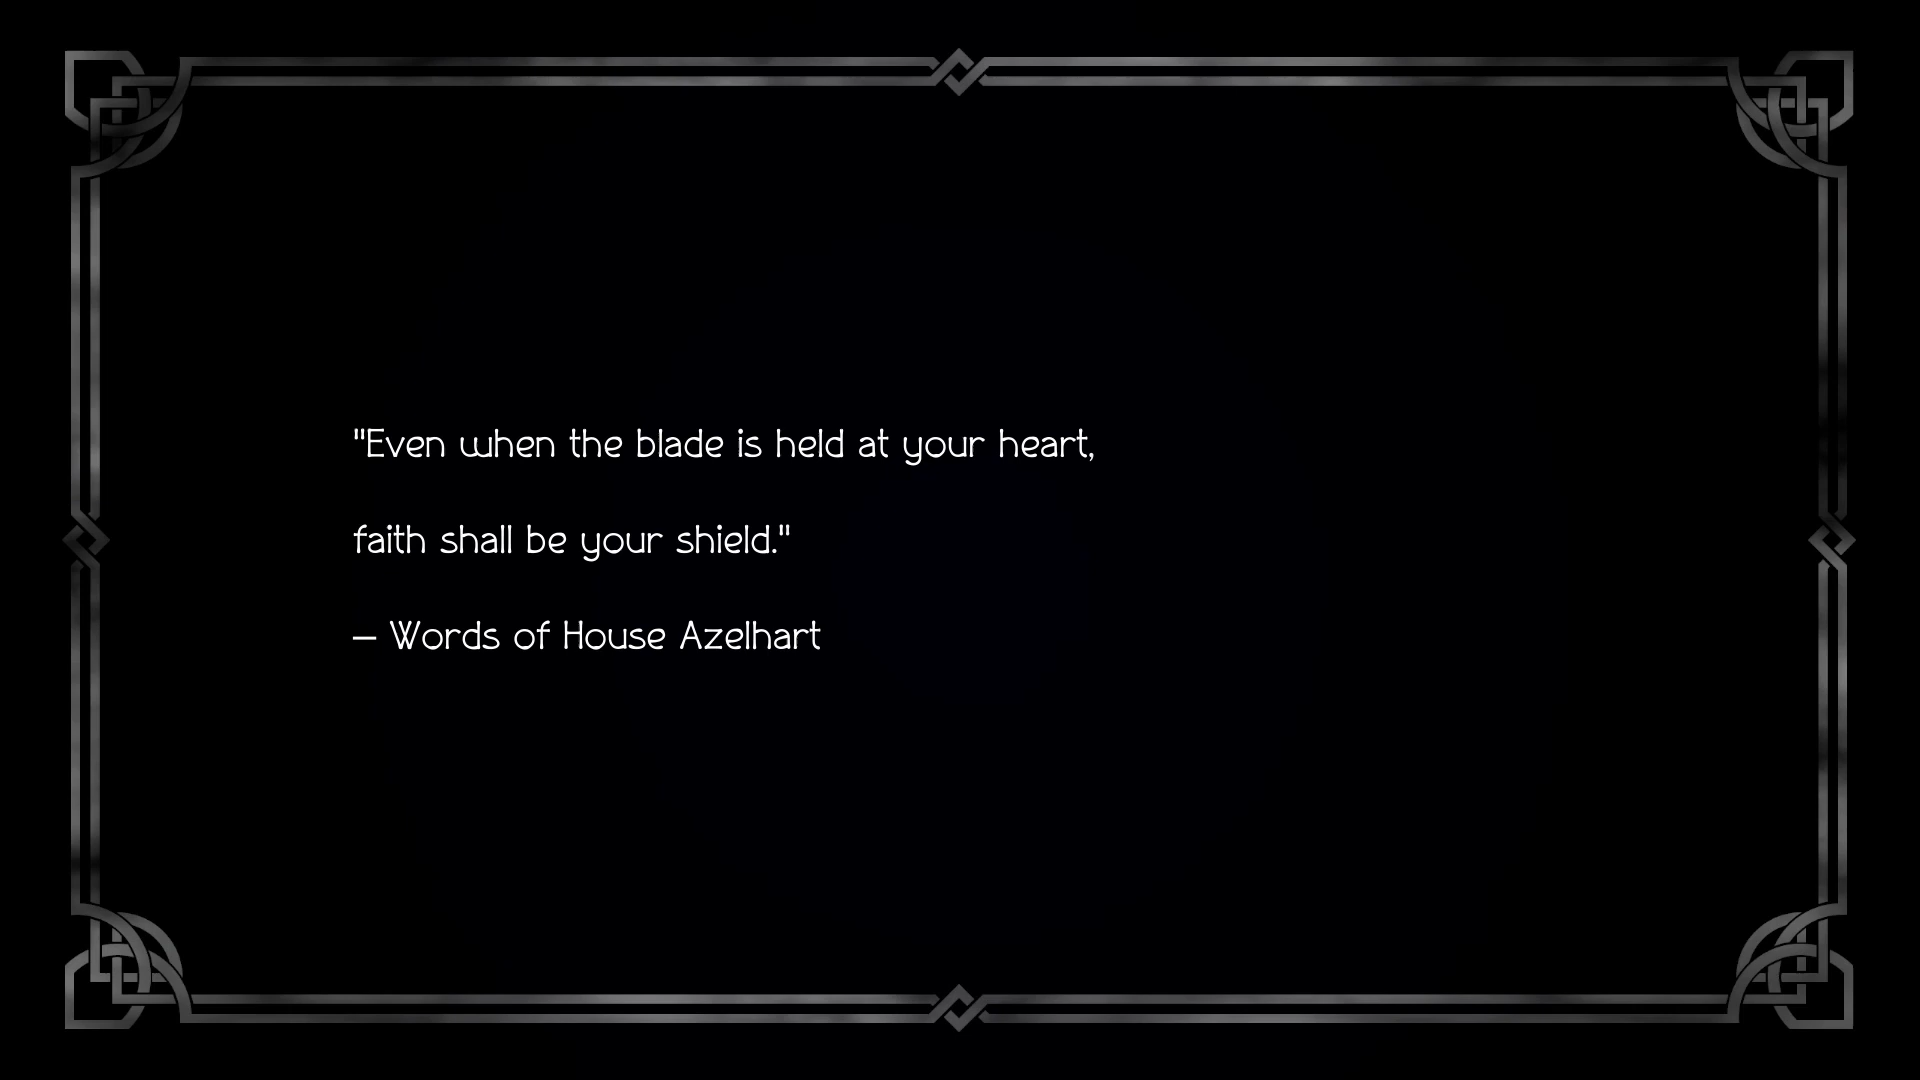 "Even when the blade is held at your heart,
faith shall be your shield."
— Words of House Azelhart